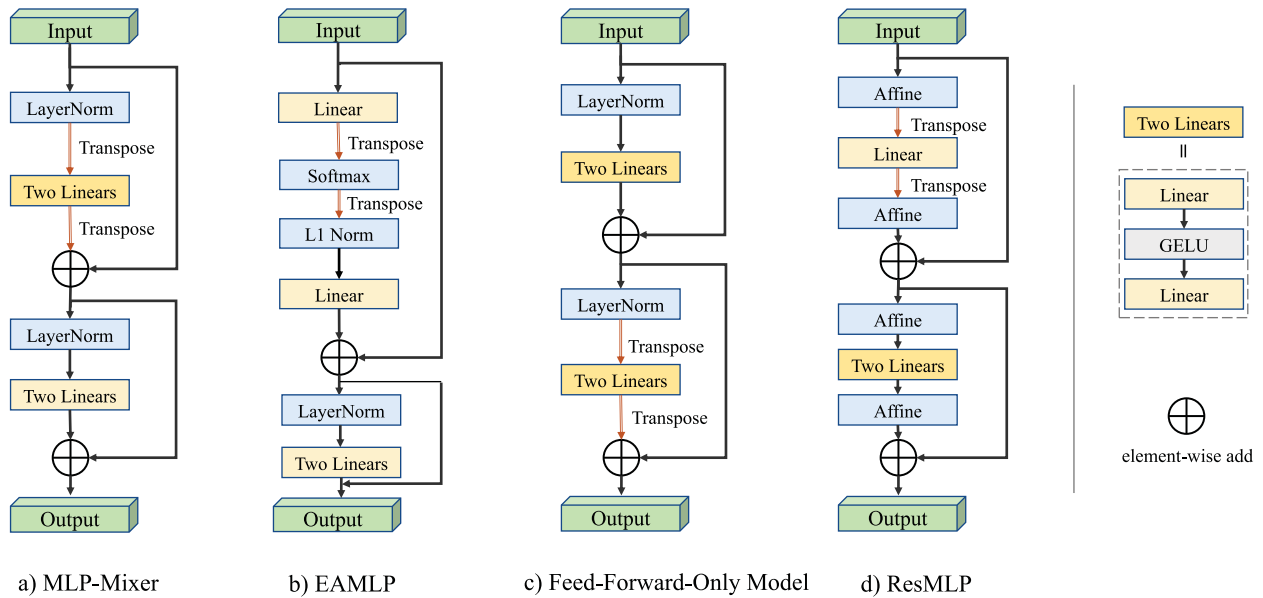 Input
LayerNorm
Transpose
Two Linears
Transpose
LayerNorm
Two Linears
Output
a) MLP-Mixer
Input
Linear
Transpose
Softmax
Transpose
L1 Norm
Linear
LayerNorm
Two Linears
Output
b) EAMLP
Input
LayerNorm
Two Linears
LayerNorm
Transpose
Two Linears
Transpose
Output
c) Feed-Forward-Only Model
Input
Affine
Transpose
Linear
Transpose
Affine
Affine
Two Linears
Affine
Output
d) ResMLP
Two Linears
=
Linear
GELU
Linear
element-wise add